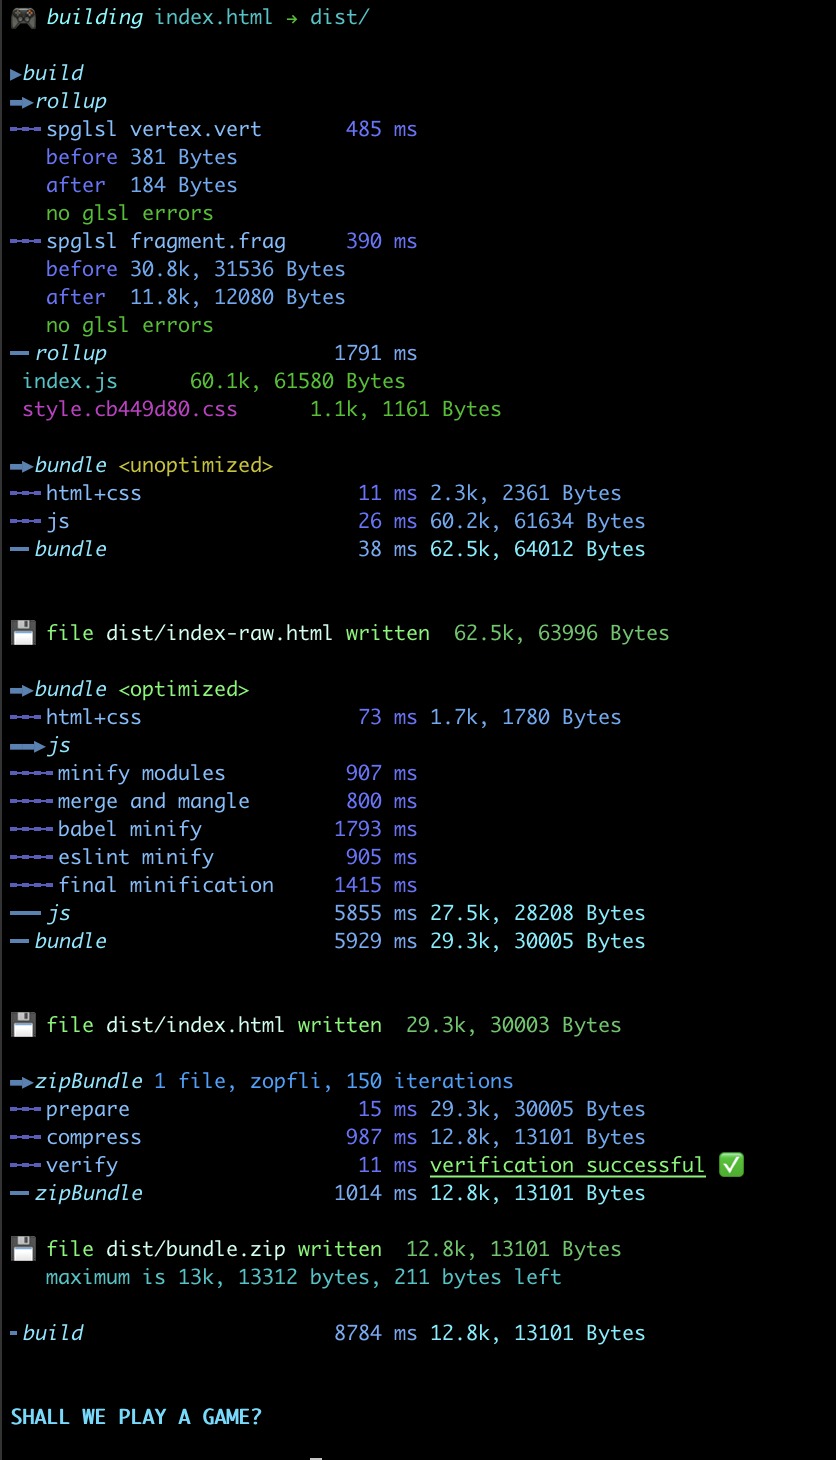 building index.html → dist/
▶build
rollup
spglsl vertex.vert 485 ms
before 381 Bytes
after 184 Bytes
no glsl errors
spglsl fragment.frag 390 ms
before 30.8k, 31536 Bytes
after 11.8k, 12080 Bytes
no glsl errors
rollup 1791 ms
index.js 60.1k, 61580 Bytes
style.cb449d80.css 1.1k, 1161 Bytes
bundle <unoptimized>
html+css 11 ms 2.3k, 2361 Bytes
js 26 ms 60.2k, 61634 Bytes
bundle 38 ms 62.5k, 64012 Bytes
file dist/index-raw.html written 62.5k, 63996 Bytes
bundle <optimized>
html+css 73 ms 1.7k, 1780 Bytes
js
minify modules 907 ms
merge and mangle 800 ms
babel minify 1793 ms
eslint minify 905 ms
final minification 1415 ms
js 5855 ms 27.5k, 28208 Bytes
bundle 5929 ms 29.3k, 30005 Bytes
file dist/index.html written 29.3k, 30003 Bytes
zipBundle 1 file, zopfli, 150 iterations
prepare 15 ms 29.3k, 30005 Bytes
compress 987 ms 12.8k, 13101 Bytes
verify 11 ms verification successful ✅
zipBundle 1014 ms 12.8k, 13101 Bytes
file dist/bundle.zip written 12.8k, 13101 Bytes
maximum is 13k, 13312 bytes, 211 bytes left
build 8784 ms 12.8k, 13101 Bytes
SHALL WE PLAY A GAME?